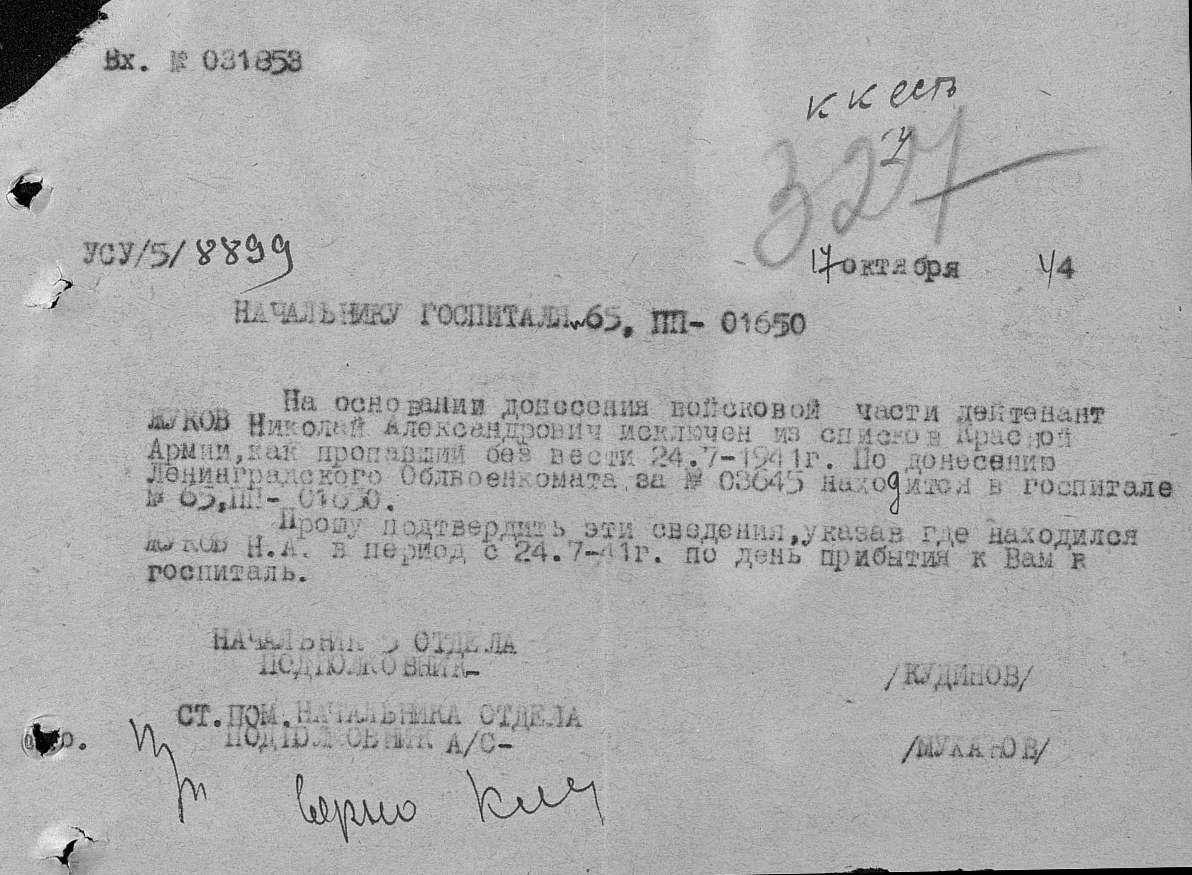 Вх. № 031858
к к есть
327
УСУ/5/ 8899
17 октября 44
НАЧАЛЬНИКУ ГОСПИТАЛЯ 65, ПП- 01650
На основании донесения войсковой части лейтенант
ЖУКОВ Николай Александрович исключен из списков Красной
Армии,как пропавший без вести 24.7-1941г. По донесению
Ленинградского Облвоенкомата за № 03645 находится в госпитале
№ 65,ПП- 01650.
Прошу подтвердить эти сведения,указав где находился
ЖУКОВ Н.А. в период с 24.7-41г. по день прибытия к Вам в
госпиталь.
НАЧАЛЬНИК 5 ОТДЕЛА
ПОДПОЛКОВНИК-
/КУДИНОВ/
СТ.ПОМ.НАЧАЛЬНИКА ОТДЕЛА
ПОДПОЛКОВНИК А/С-
/МУХАНОВ/
Верно